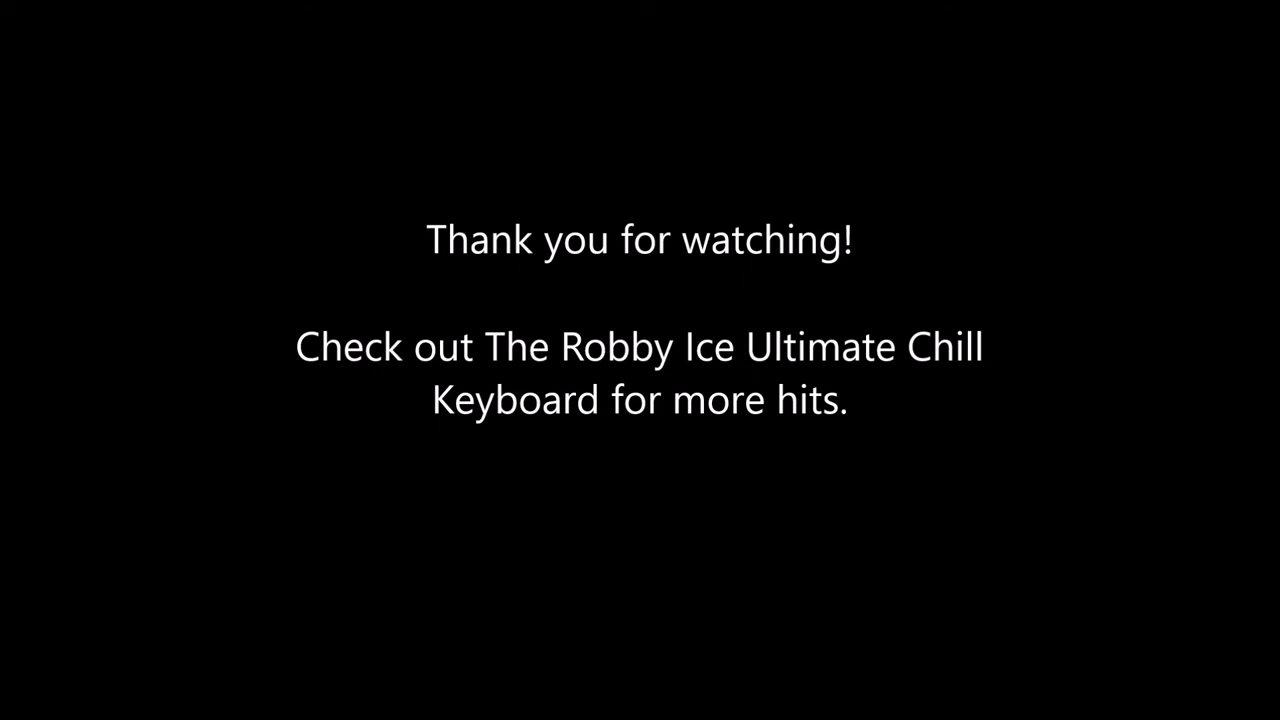 Thank you for watching!
Check out The Robby Ice Ultimate Chill
Keyboard for more hits.